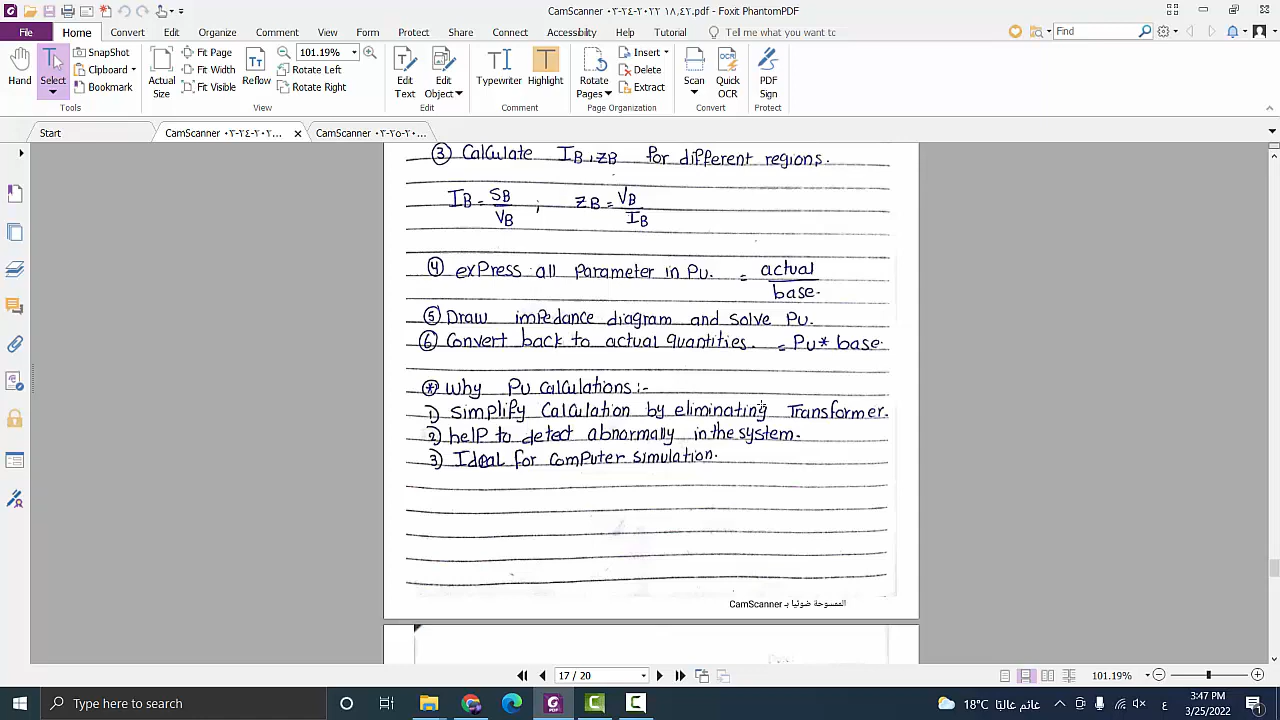 CamScanner ٠٣-٢٤-٢٠٢٢ ١٨,٤٢.pdf - Foxit PhantomPDF
File Home Convert Edit Organize Comment View Form Protect Share Connect Accessibility Help Tutorial Tell me what you want to Find
Hand
Select
SnapShot
Clipboard
Bookmark
Tools
Actual Size
Fit Page
Fit Width
Fit Visible
Reflow
101.19%
Rotate Left
Rotate Right
View
Edit Text
Edit Object
Edit
Typewriter
Highlight
Comment
Rotate Pages
Insert
Delete
Extract
Page Organization
Scan
Quick OCR
Convert
PDF Sign
Protect
Start
③ Calculate IB, ZB for different regions.
IB = SB/VB ; ZB = VB/IB
④ exPress all Parameter in Pu. = actual/base.
⑤ Draw impedance diagram and solve Pu.
⑥ Convert back to actual quantities. = Pu* base.
⊛ why Pu Calculations:-
1) Simplify Calculation by eliminating Transformer.
2) help to detect abnormally in the system.
3) Ideal for Computer simulation.
الممسوحة ضوئيا بـ CamScanner
17 / 20
101.19%
Type here to search
18°C
3:47 PM
3/25/2022